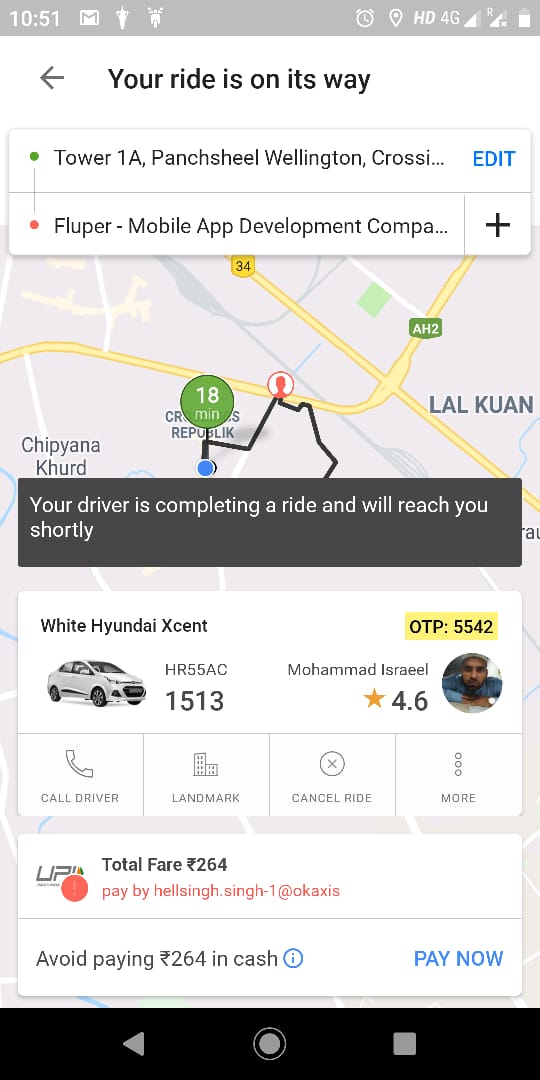 10:51
HD 4G R
Your ride is on its way
Tower 1A, Panchsheel Wellington, Crossi...
EDIT
Fluper - Mobile App Development Compa...
34
AH2
18
min
REPUBLIK
LAL KUAN
Chipyana
Khurd
Your driver is completing a ride and will reach you
shortly
White Hyundai Xcent
OTP: 5542
HR55AC
1513
Mohammad Israeel
4.6
CALL DRIVER
LANDMARK
CANCEL RIDE
MORE
UPI
Total Fare ₹264
pay by hellsingh.singh-1@okaxis
Avoid paying ₹264 in cash
PAY NOW